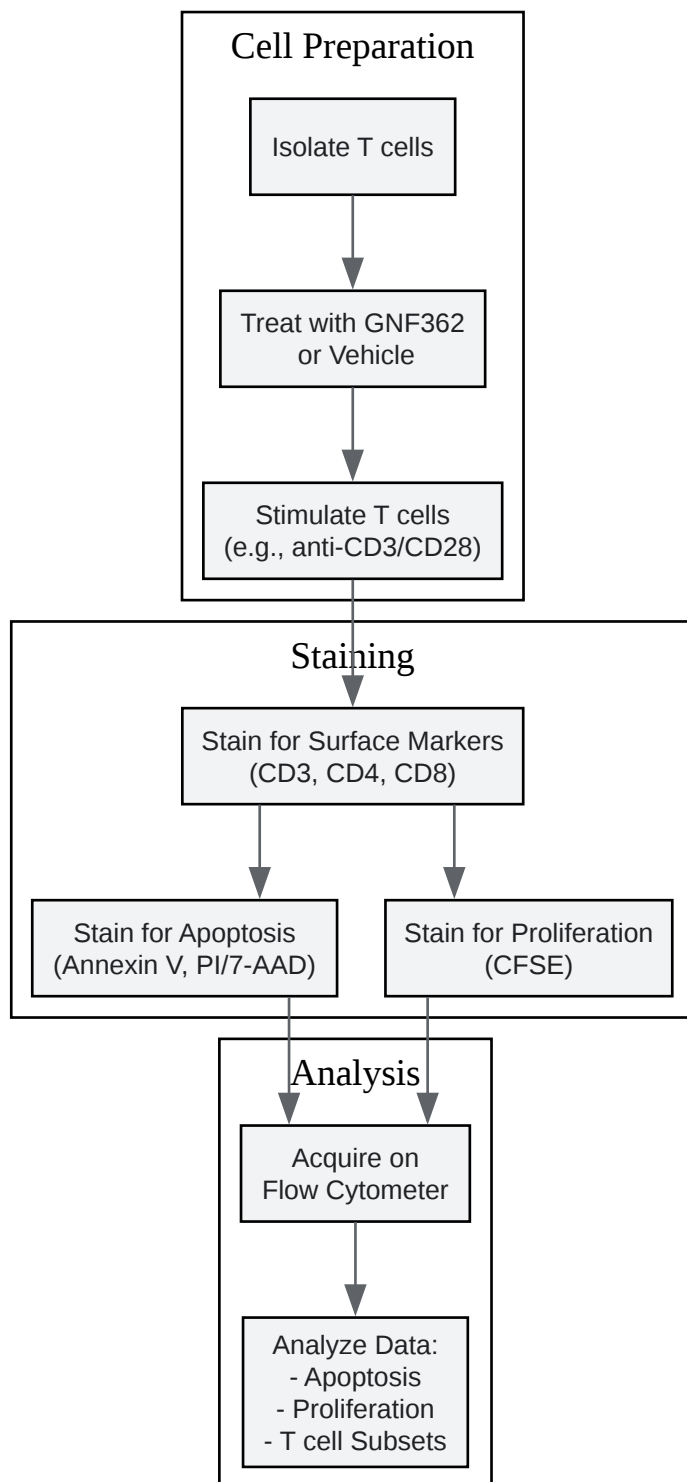 Cell Preparation
Isolate T cells
Treat with GNF362
or Vehicle
Stimulate T cells
(e.g., anti-CD3/CD28)
Staining
Stain for Surface Markers
(CD3, CD4, CD8)
Stain for Apoptosis
(Annexin V, PI/7-AAD)
Stain for Proliferation
(CFSE)
Analysis
Acquire on
Flow Cytometer
Analyze Data:
- Apoptosis
- Proliferation
- T cell Subsets